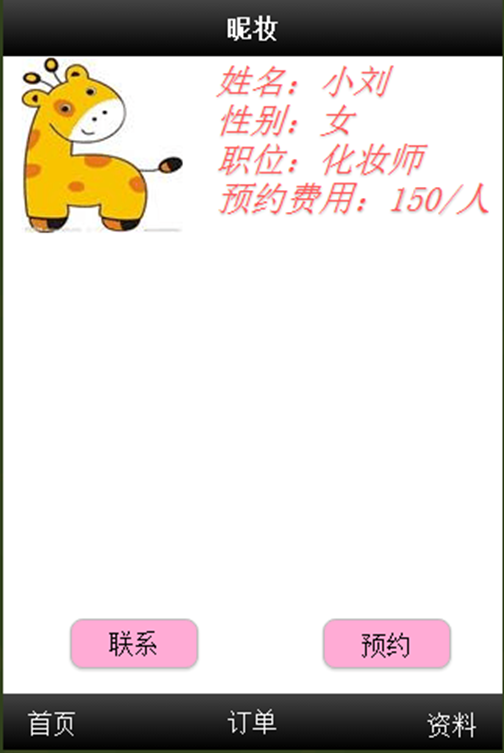 昵妆
姓名：小刘
性别：女
职位：化妆师
预约费用：150/人
联系
预约
首页
订单
资料